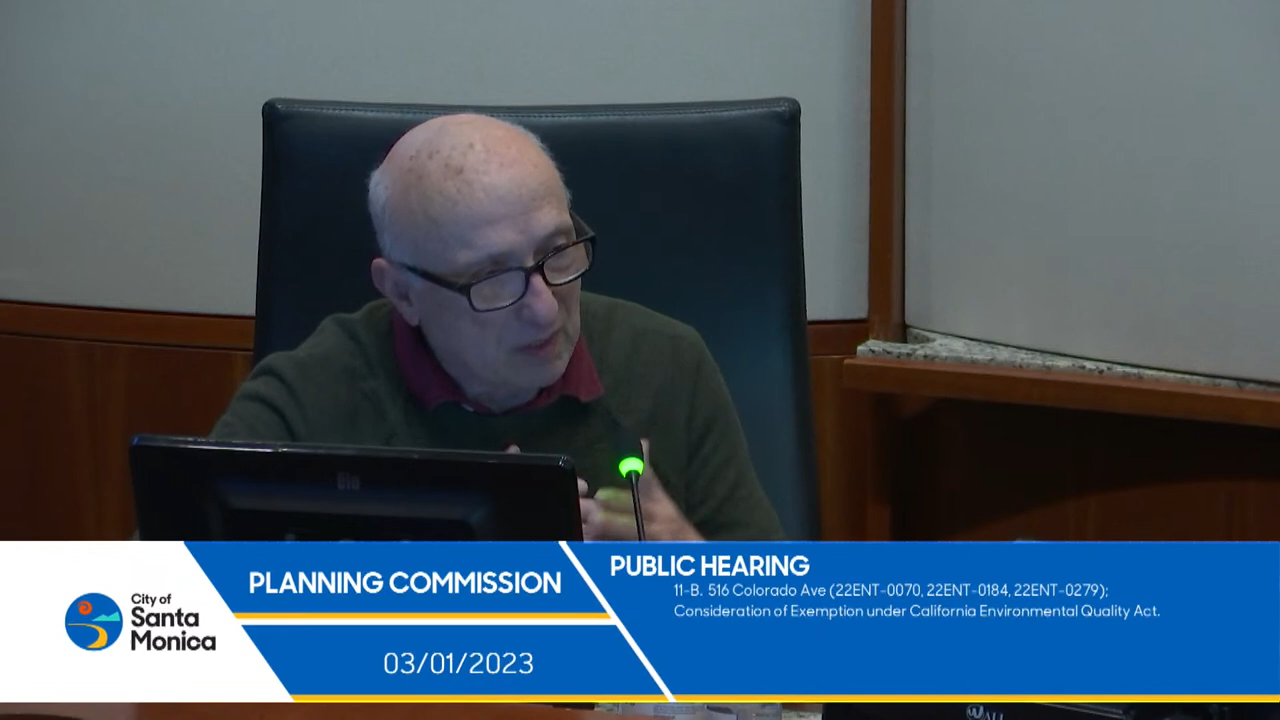 elo
PLANNING COMMISSION
03/01/2023
City of
Santa
Monica
PUBLIC HEARING
11-B. 516 Colorado Ave (22ENT-0070, 22ENT-0184, 22ENT-0279);
Consideration of Exemption under California Environmental Quality Act.